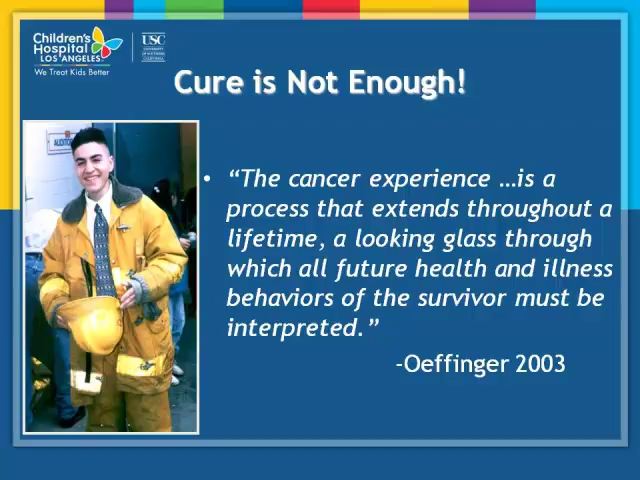 Children's
Hospital
LOS ANGELES
We Treat Kids Better
USC
Cure is Not Enough!
• "The cancer experience ...is a
process that extends throughout a
lifetime, a looking glass through
which all future health and illness
behaviors of the survivor must be
interpreted."
-Oeffinger 2003